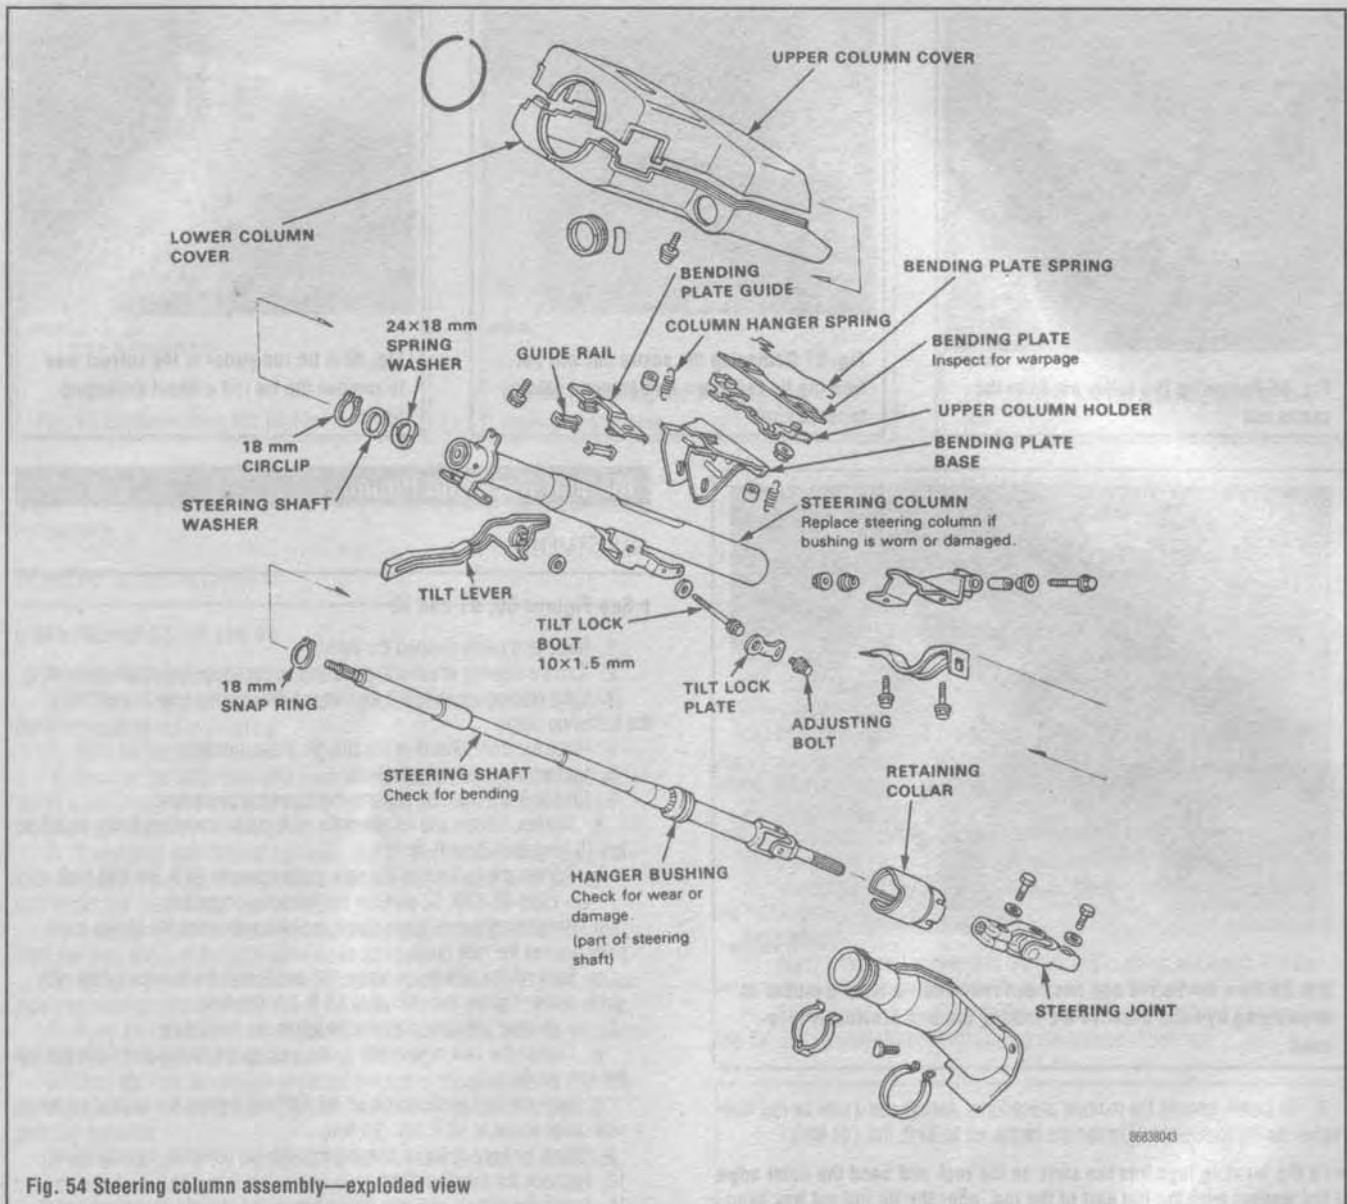 UPPER COLUMN COVER
LOWER COLUMN
COVER
BENDING
PLATE GUIDE
BENDING PLATE SPRING
24×18 mm
SPRING
WASHER
COLUMN HANGER SPRING
GUIDE RAIL
BENDING PLATE
Inspect for warpage
UPPER COLUMN HOLDER
18 mm
CIRCLIP
BENDING PLATE
BASE
STEERING SHAFT
WASHER
STEERING COLUMN
Replace steering column if
bushing is worn or damaged.
TILT LEVER
TILT LOCK
BOLT
10×1.5 mm
18 mm
SNAP RING
TILT LOCK
PLATE
ADJUSTING
BOLT
STEERING SHAFT
Check for bending
RETAINING
COLLAR
HANGER BUSHING
Check for wear or
damage.
(part of steering
shaft)
STEERING JOINT
86838043
Fig. 54 Steering column assembly—exploded view